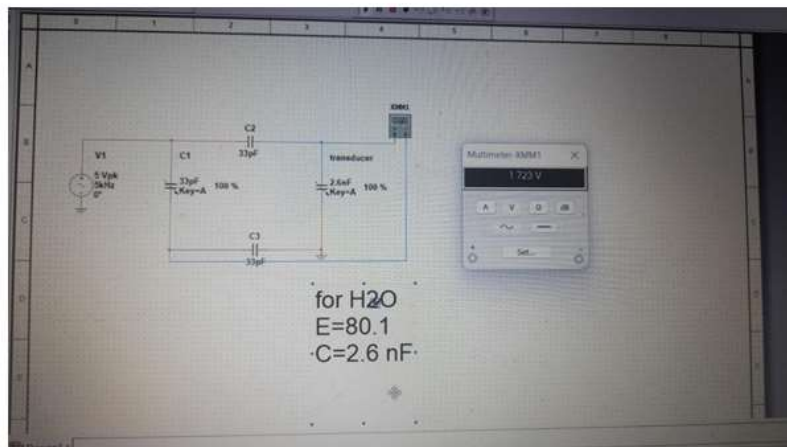 XMM1
C2
33pF
V1
5 Vpk
5kHz
0°
C1
33pF
Key=A
100 %
transducer
2.6nF
Key=A
100 %
C3
33pF
Multimeter-XMM1
X
1.723 V
A
V
Ω
dB
Set...
for H2O
E=80.1
C=2.6 nF